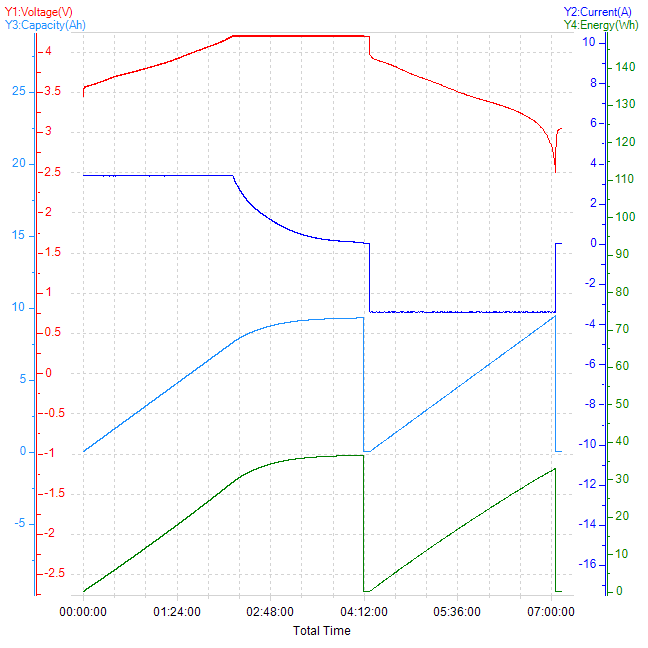 Y1:Voltage(V) Y2:Current(A)
Y3:Capacity(Ah) Y4:Energy(Wh)
4 10
140
25 3.5 8
130
3 6
120
20 2.5 4
110
2 2
100
15 1.5 0
90
1 -2
80
10 0.5 -4
70
0 -6
60
5 -0.5 -8
50
0 -1 -10
40
-1.5 -12
30
-5 -2 -14
20
-2.5 -16
10
0
00:00:00 01:24:00 02:48:00 04:12:00 05:36:00 07:00:00
Total Time